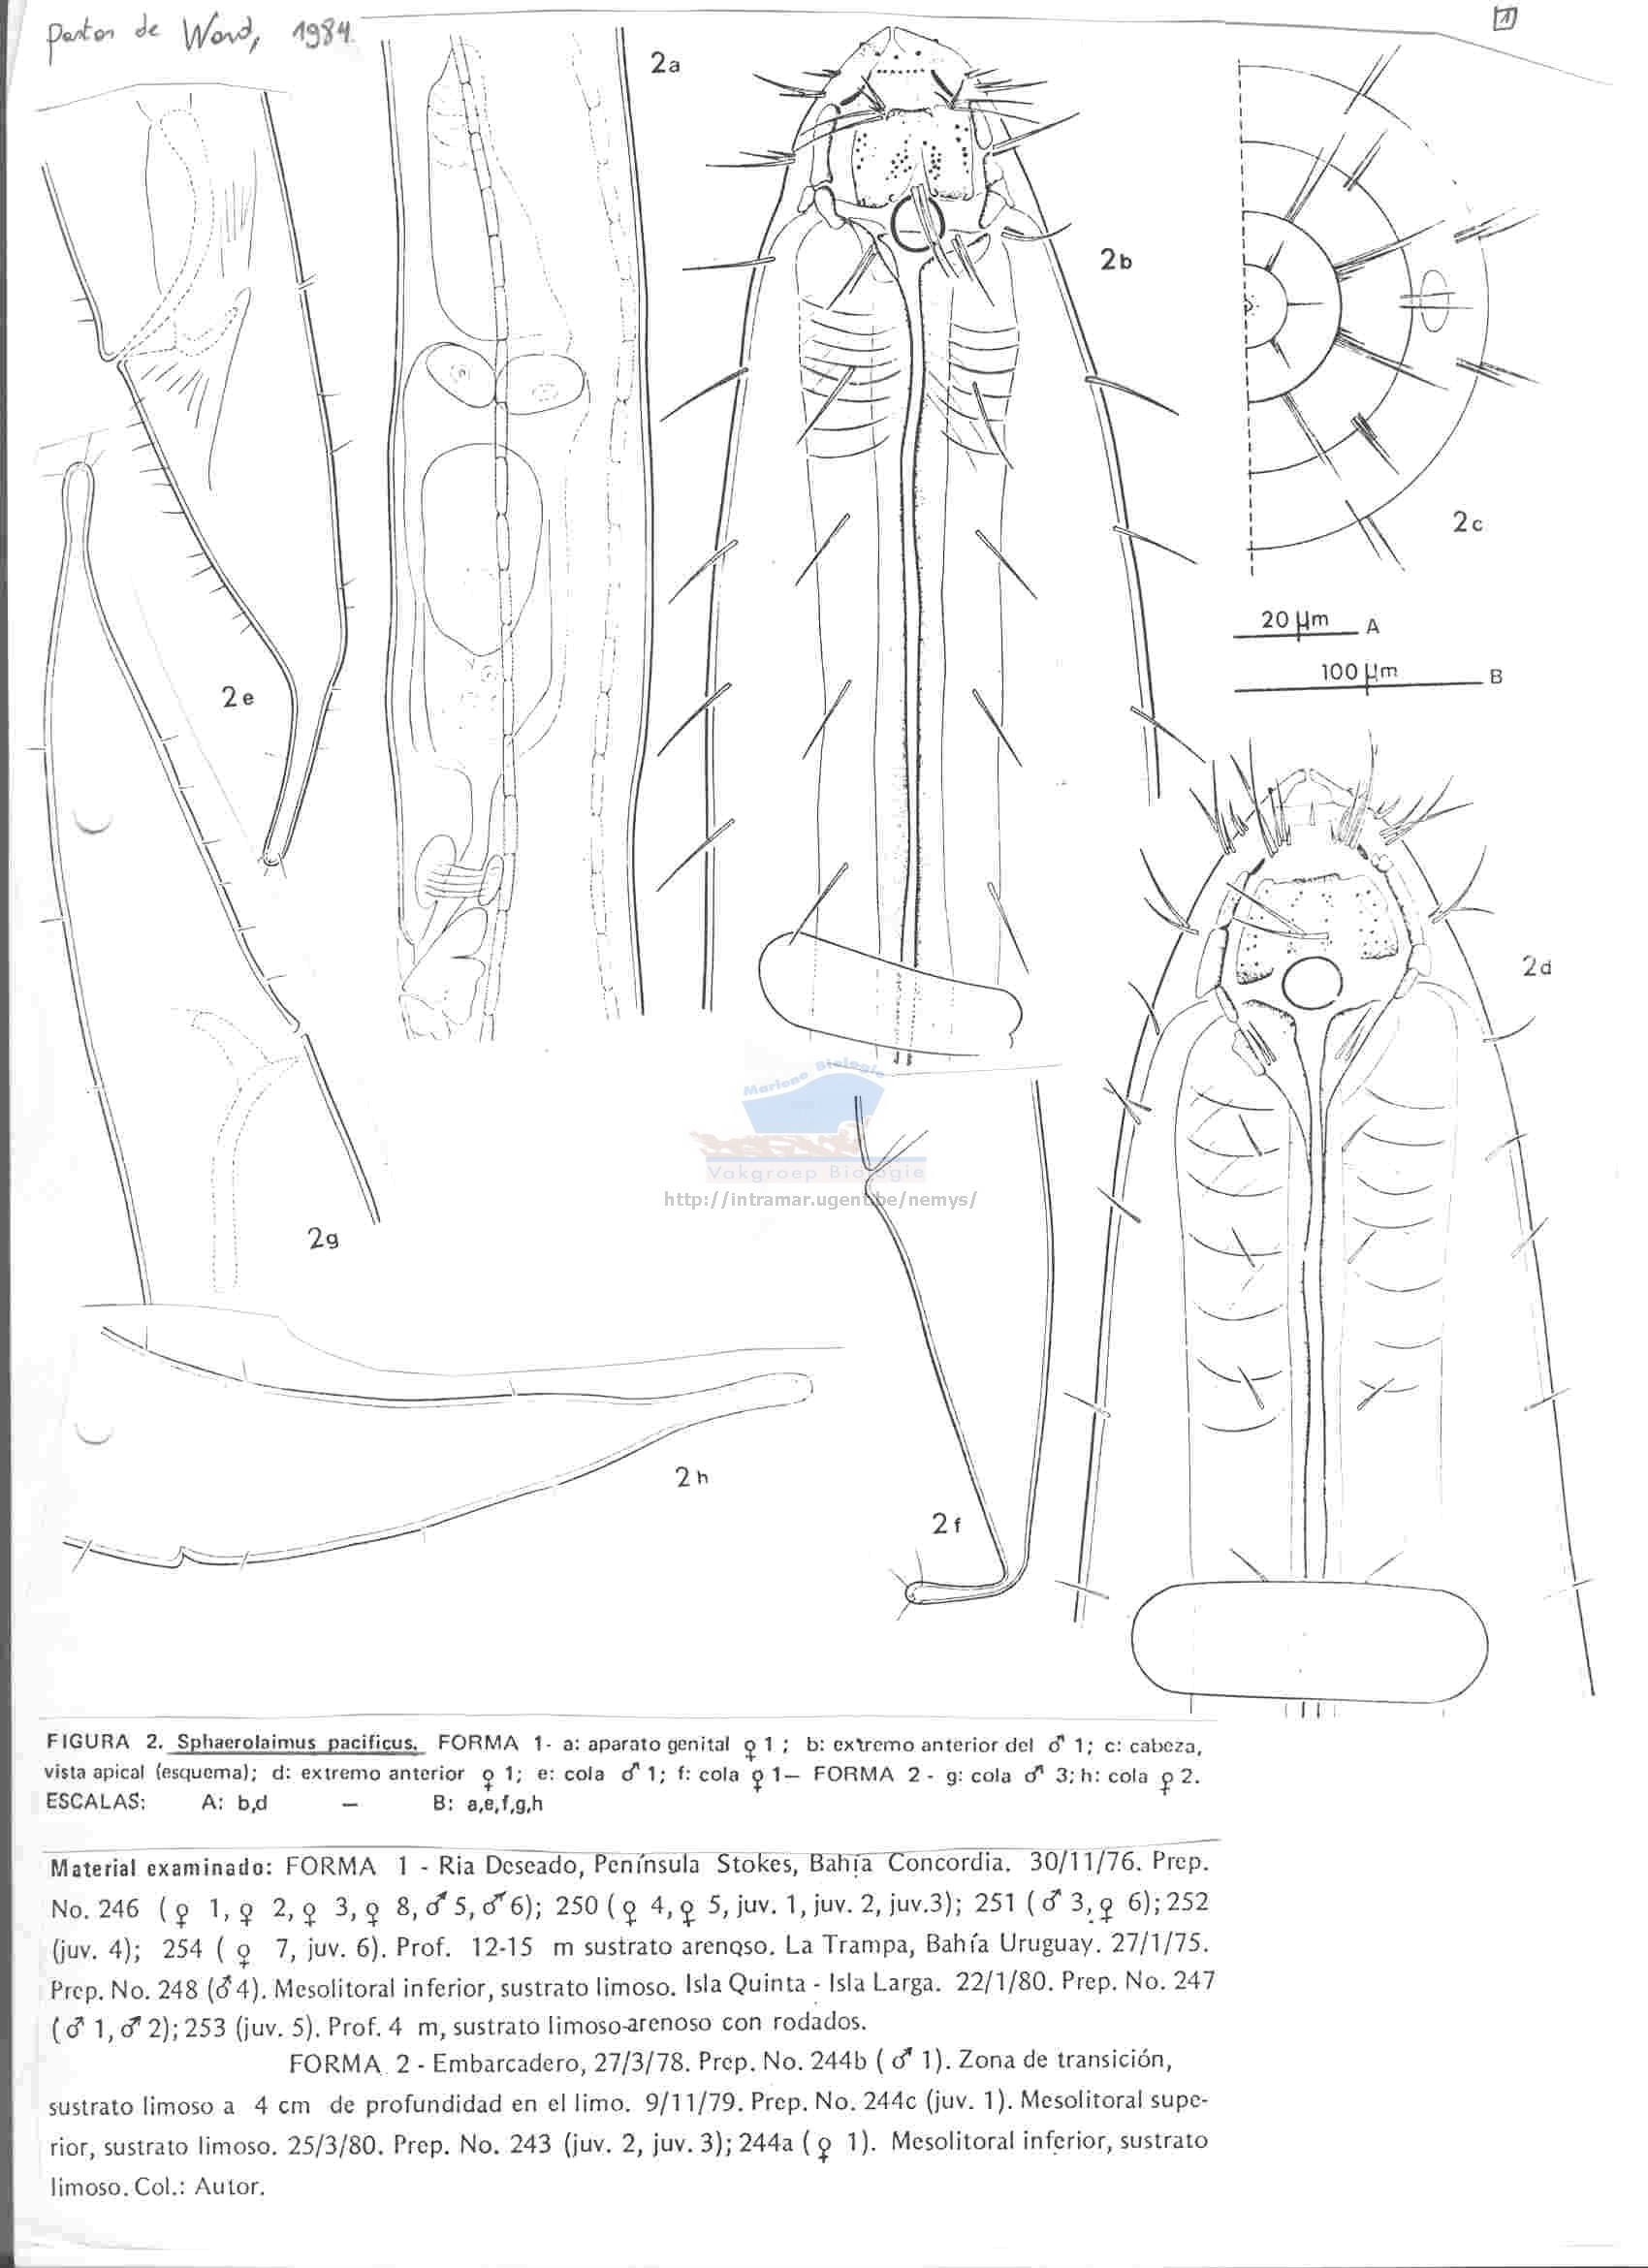 Pastor de Ward, 1984.
1
2a
2b
2c
20 µm A
100 µm B
2e
2d
2g
Mariene Biologie
Vakgroep Biologie
http://intramar.ugent.be/nemys/
2h
2f
FIGURA 2. Sphaerolaimus pacificus. FORMA 1- a: aparato genital ♀ 1 ; b: extremo anterior del ♂ 1; c: cabeza,
vista apical (esquema); d: extremo anterior ♀ 1; e: cola ♂ 1; f: cola ♀ 1— FORMA 2 - g: cola ♂ 3; h: cola ♀ 2.
ESCALAS: A: b,d — B: a,e,f,g,h
Material examinado: FORMA 1 - Ria Deseado, Península Stokes, Bahía Concordia. 30/11/76. Prep.
No. 246 (♀ 1, ♀ 2, ♀ 3, ♀ 8, ♂ 5, ♂ 6); 250 (♀ 4, ♀ 5, juv. 1, juv. 2, juv.3); 251 (♂ 3, ♀ 6); 252
(juv. 4); 254 ( ♀ 7, juv. 6). Prof. 12-15 m sustrato arenoso. La Trampa, Bahía Uruguay. 27/1/75.
Prep. No. 248 (♂ 4). Mesolitoral inferior, sustrato limoso. Isla Quinta - Isla Larga. 22/1/80. Prep. No. 247
(♂ 1, ♂ 2); 253 (juv. 5). Prof. 4 m, sustrato limoso-arenoso con rodados.
FORMA 2 - Embarcadero, 27/3/78. Prep. No. 244b ( ♂ 1). Zona de transición,
sustrato limoso a 4 cm de profundidad en el limo. 9/11/79. Prep. No. 244c (juv. 1). Mesolitoral supe-
rior, sustrato limoso. 25/3/80. Prep. No. 243 (juv. 2, juv. 3); 244a ( ♀ 1). Mesolitoral inferior, sustrato
limoso. Col.: Autor.